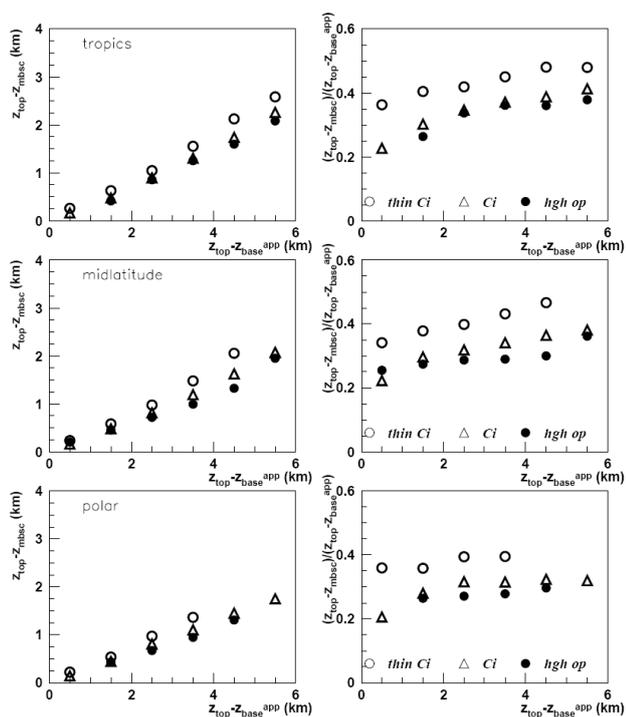 tropics
z_top-z_mbsc (km)
4
3
2
1
0
0 2 4 6
z_top-z_base^app (km)
(z_top-z_mbsc)/(z_top-z_base^app)
0.6
0.4
0.2
0
thin Ci Ci hgh op
0 2 4 6
z_top-z_base^app (km)
midlatitude
z_top-z_mbsc (km)
4
3
2
1
0
0 2 4 6
z_top-z_base^app (km)
(z_top-z_mbsc)/(z_top-z_base^app)
0.6
0.4
0.2
0
thin Ci Ci hgh op
0 2 4 6
z_top-z_base^app (km)
polar
z_top-z_mbsc (km)
4
3
2
1
0
0 2 4 6
z_top-z_base^app (km)
(z_top-z_mbsc)/(z_top-z_base^app)
0.6
0.4
0.2
0
thin Ci Ci hgh op
0 2 4 6
z_top-z_base^app (km)